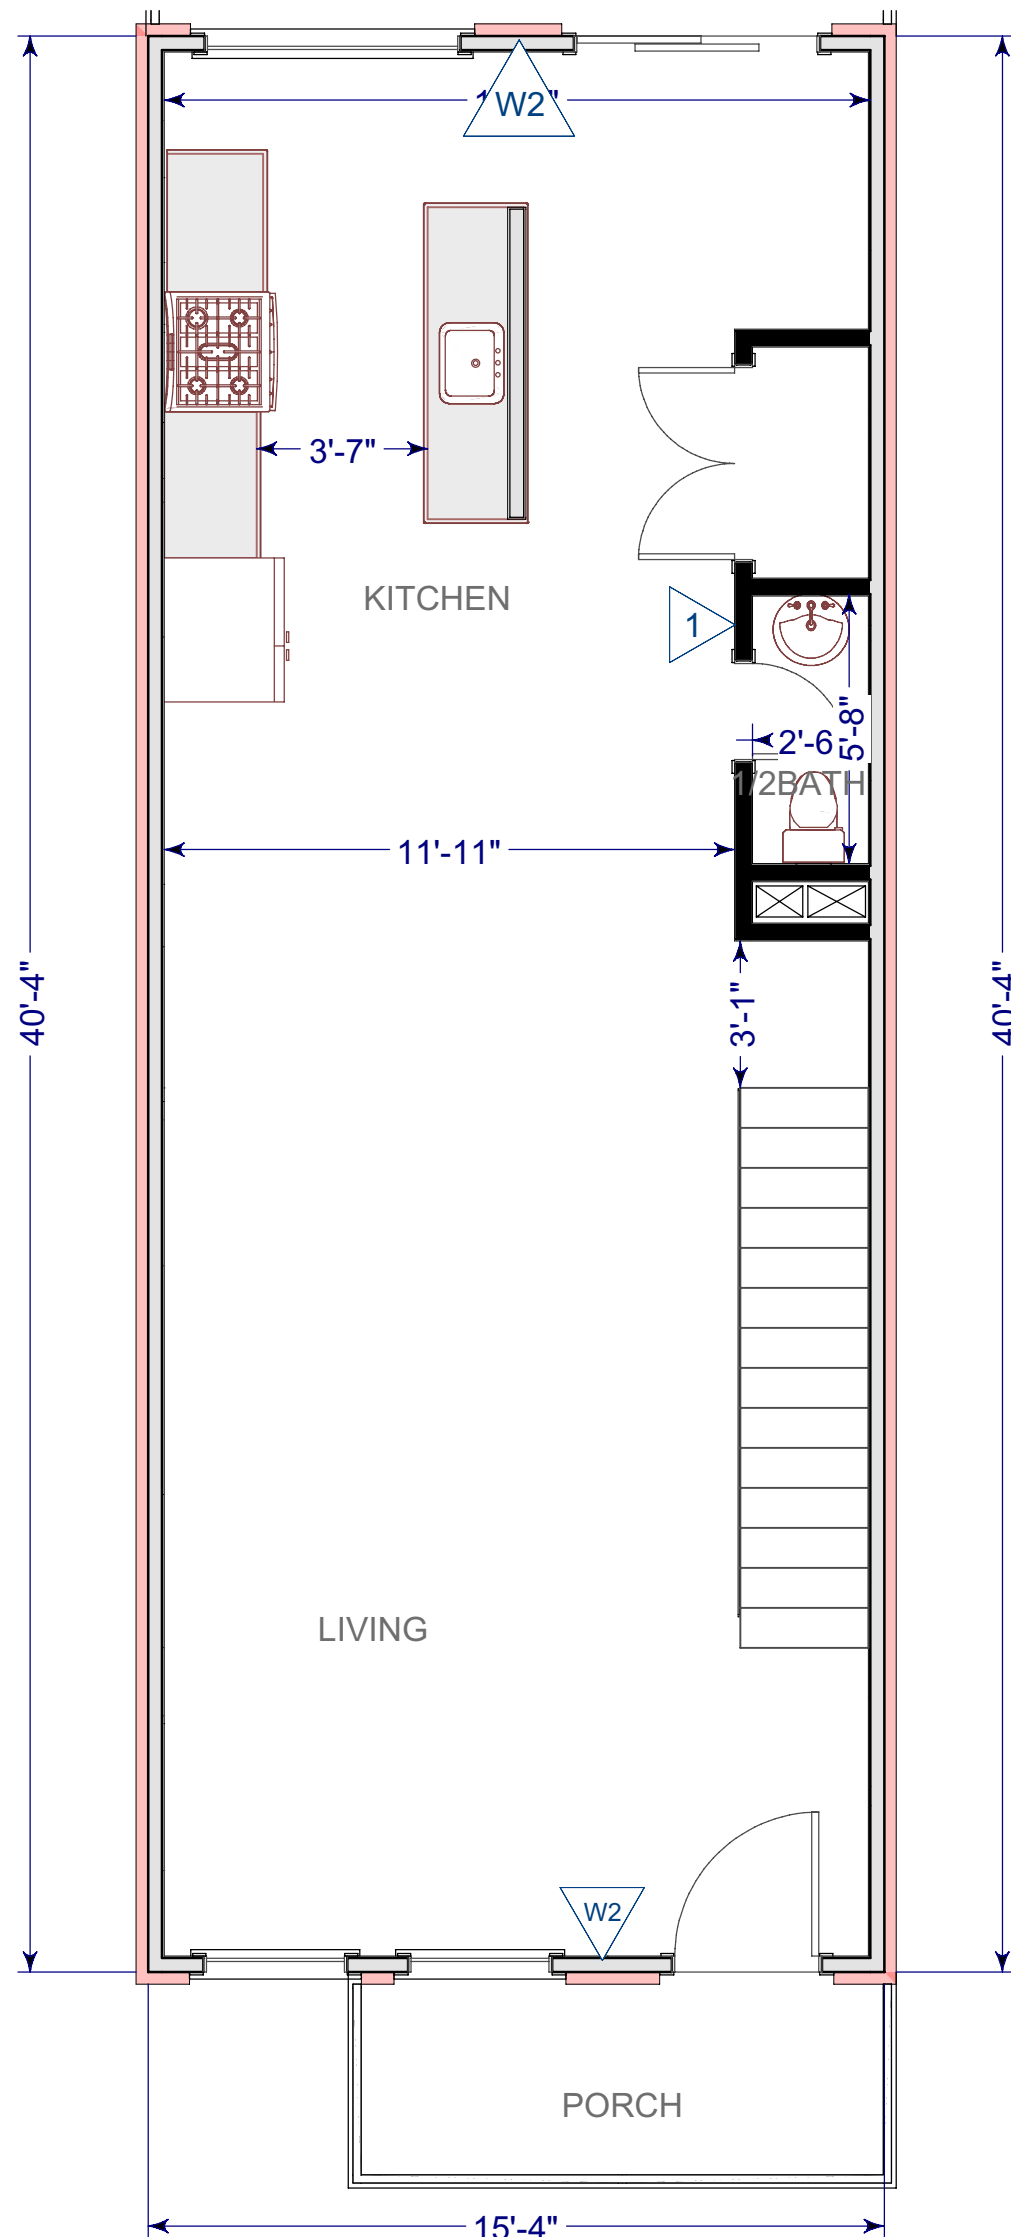 W2
3'-7"
KITCHEN
1
2'-6
5'-8"
1/2BATH
11'-11"
40'-4"
40'-4"
3'-1"
LIVING
W2
PORCH
15'-4"